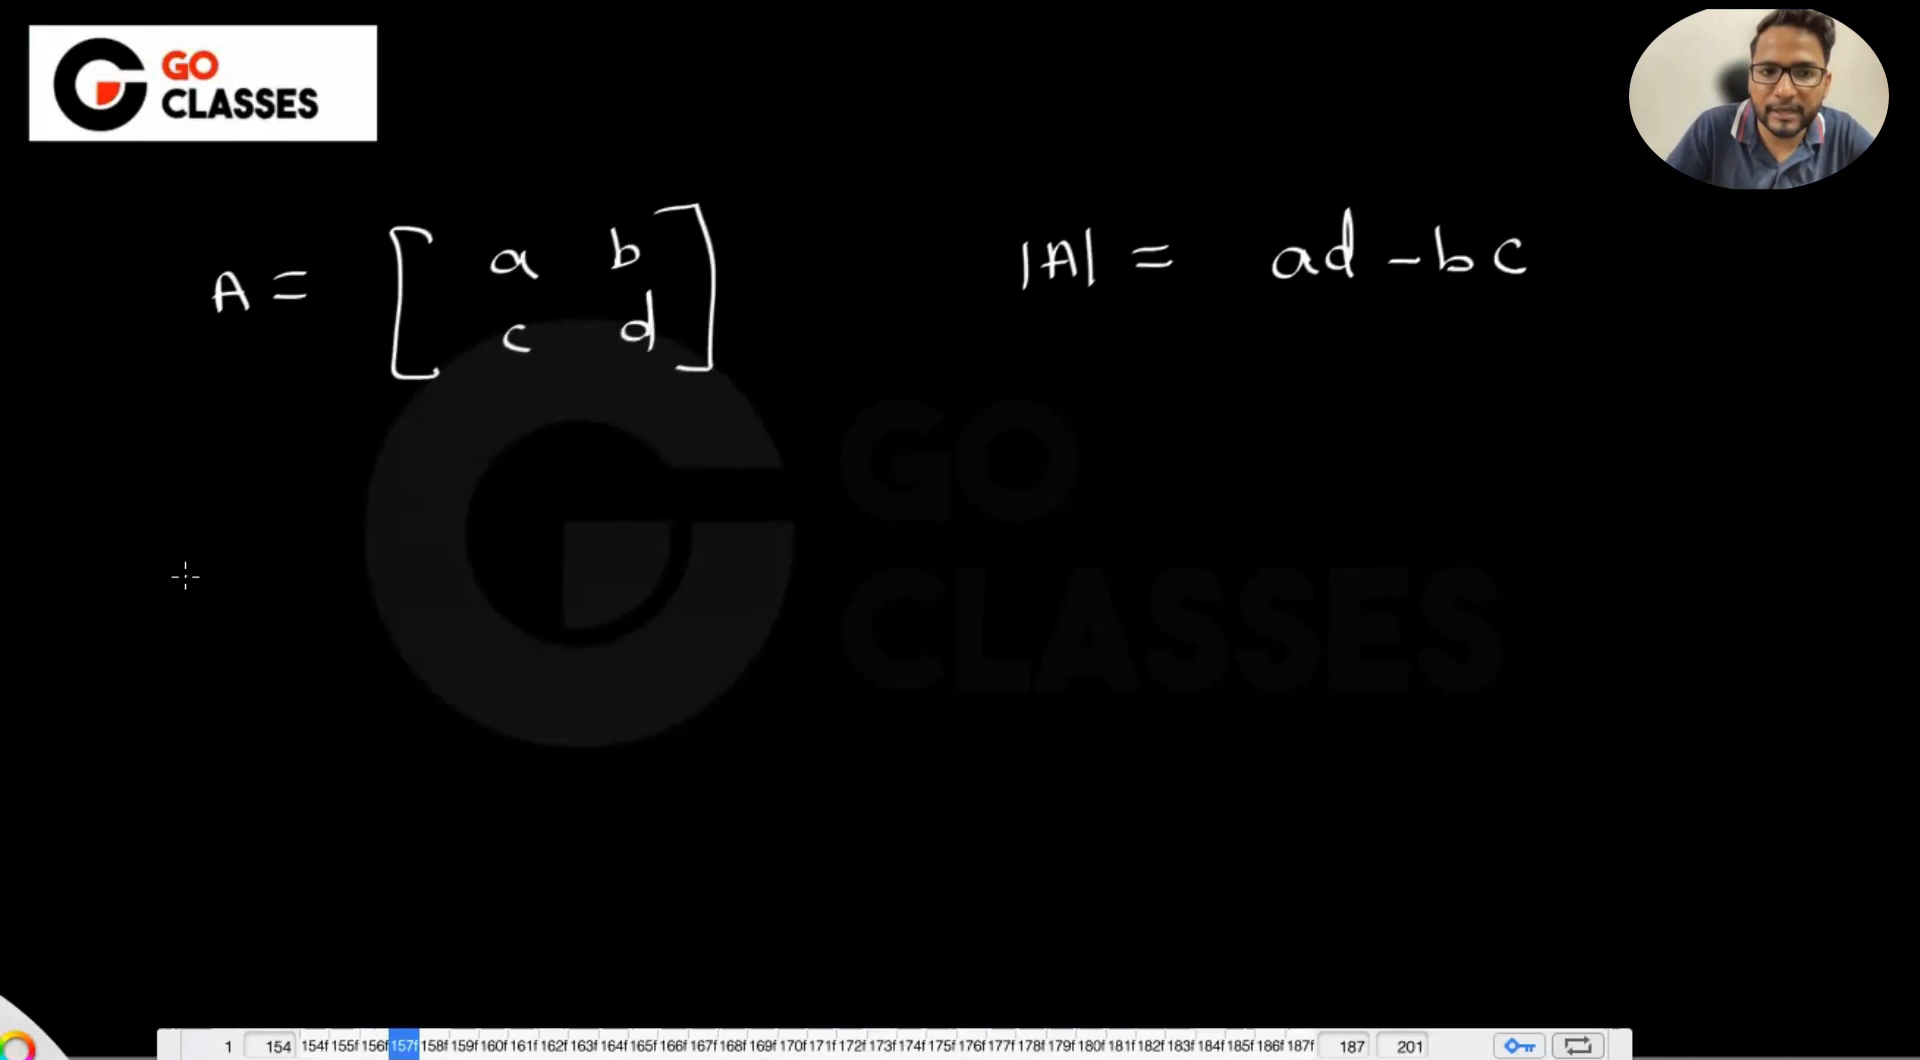 GO
CLASSES
A = [ a b
c d ]
|A| = ad - bc
GO
CLASSES
1 154 154f 155f 156f 157f 158f 159f 160f 161f 162f 163f 164f 165f 166f 167f 168f 169f 170f 171f 172f 173f 174f 175f 176f 177f 178f 179f 180f 181f 182f 183f 184f 185f 186f 187f 187 201